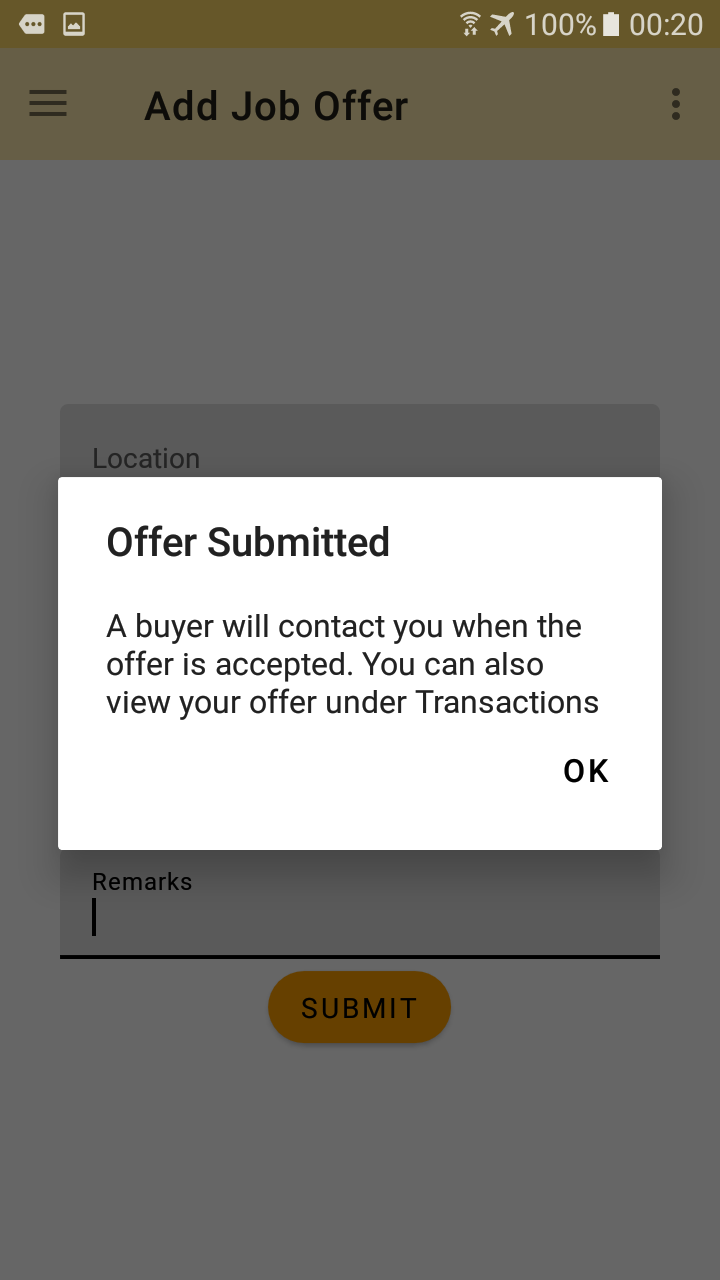 100% 00:20
Add Job Offer
Location
Offer Submitted
A buyer will contact you when the
offer is accepted. You can also
view your offer under Transactions
OK
Remarks
SUBMIT